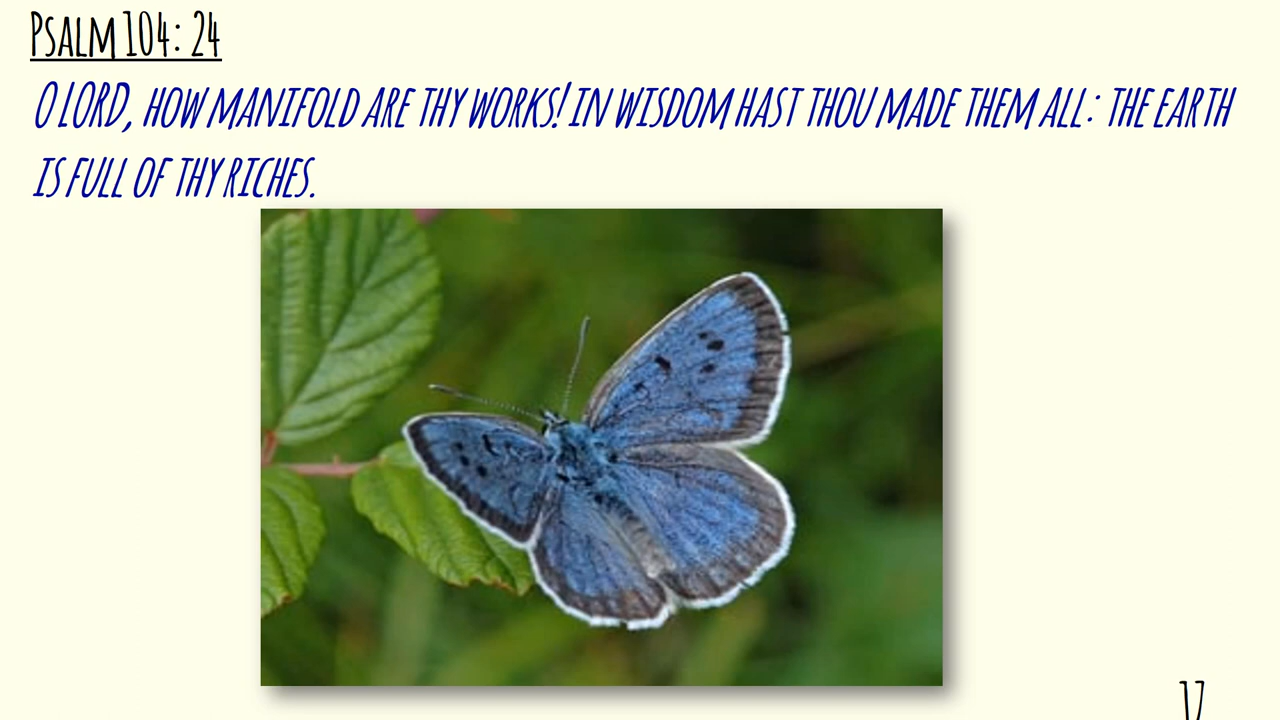 Psalm 104: 24
O LORD, how manifold are thy works! in wisdom hast thou made them all: the earth
is full of thy riches.
17